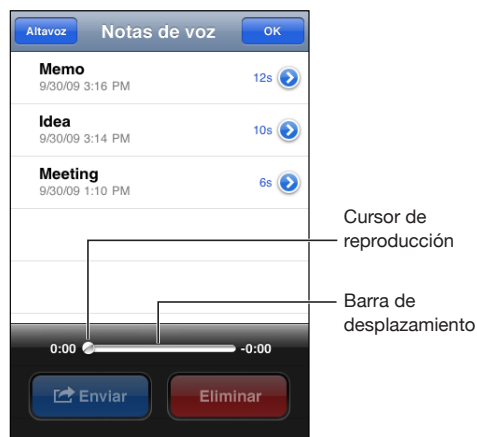 Altavoz Notas de voz OK
Memo
9/30/09 3:16 PM
12s
Idea
9/30/09 3:14 PM
10s
Meeting
9/30/09 1:10 PM
6s
Cursor de
reproducción
Barra de
desplazamiento
0:00 -0:00
Enviar Eliminar